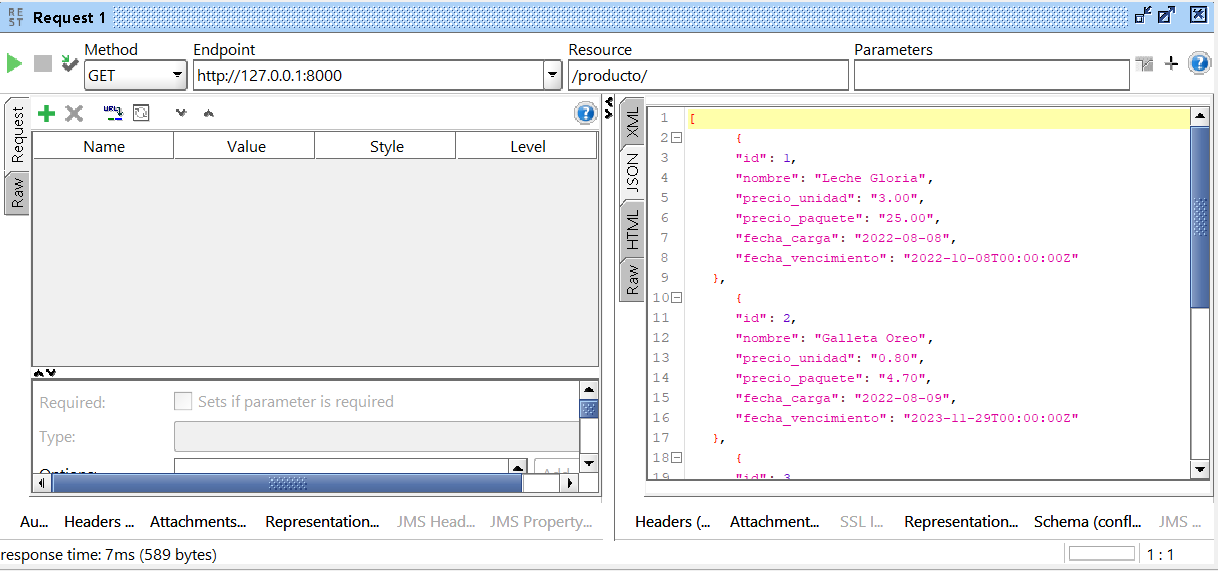 REST Request 1
Method Endpoint Resource Parameters
GET http://127.0.0.1:8000 /producto/
Request
Raw
Name Value Style Level
Required: Sets if parameter is required
Type:
Options: Add
Au... Headers ... Attachments... Representation... JMS Head... JMS Property...
XML
JSON
HTML
Raw
1 [
2 {
3 "id": 1,
4 "nombre": "Leche Gloria",
5 "precio_unidad": "3.00",
6 "precio_paquete": "25.00",
7 "fecha_carga": "2022-08-08",
8 "fecha_vencimiento": "2022-10-08T00:00:00Z"
9 },
10 {
11 "id": 2,
12 "nombre": "Galleta Oreo",
13 "precio_unidad": "0.80",
14 "precio_paquete": "4.70",
15 "fecha_carga": "2022-08-09",
16 "fecha_vencimiento": "2023-11-29T00:00:00Z"
17 },
18 {
19 "id": 3
Headers (... Attachment... SSL I... Representation... Schema (confl... JMS ...
response time: 7ms (589 bytes) 1 : 1